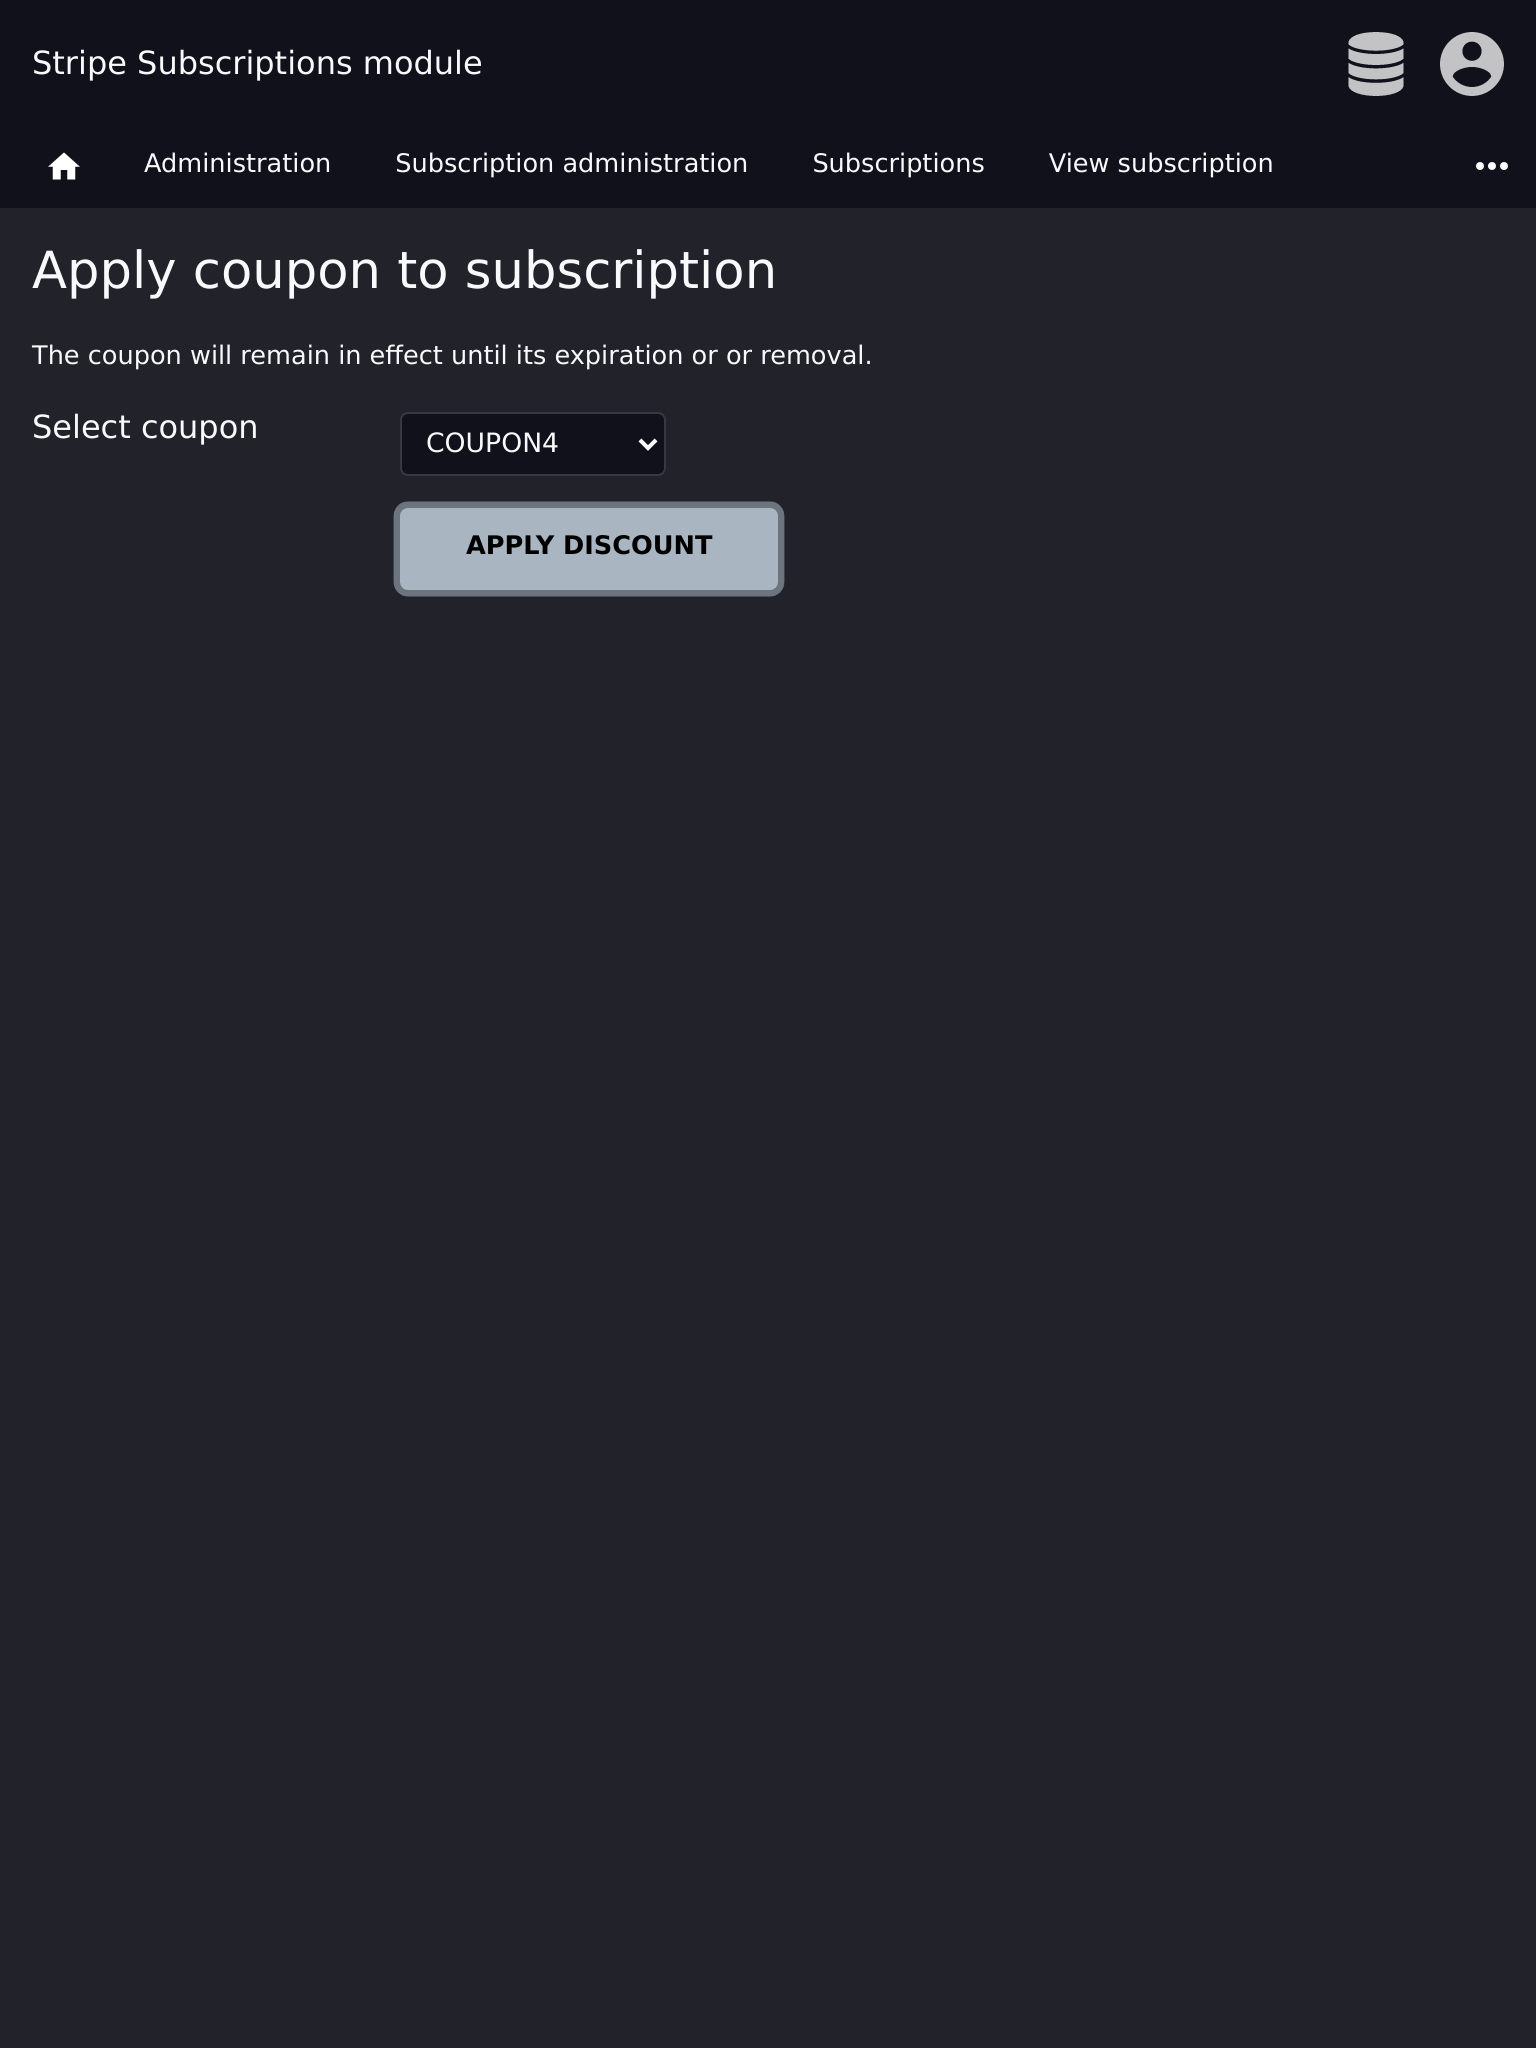 Stripe Subscriptions module
Administration Subscription administration Subscriptions View subscription
Apply coupon to subscription
The coupon will remain in effect until its expiration or or removal.
Select coupon COUPON4
APPLY DISCOUNT